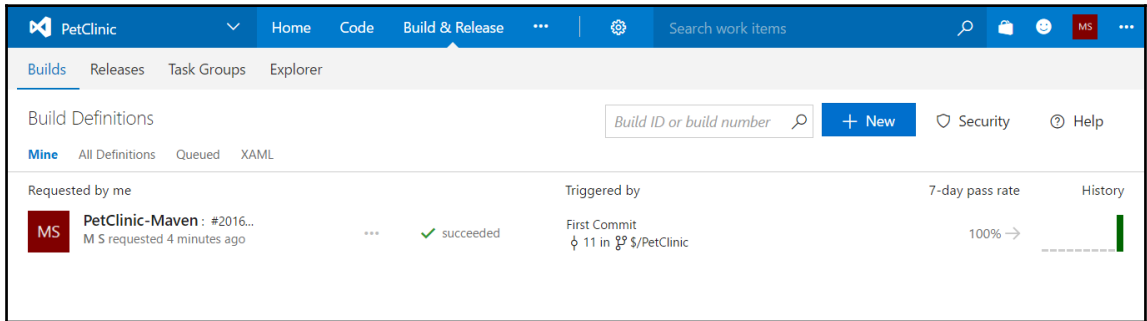 PetClinic Home Code Build & Release ••• Search work items MS •••
Builds Releases Task Groups Explorer
Build Definitions Build ID or build number + New Security Help
Mine All Definitions Queued XAML
Requested by me Triggered by 7-day pass rate History
MS PetClinic-Maven : #2016... ••• succeeded First Commit 100%
M S requested 4 minutes ago 11 in $/PetClinic